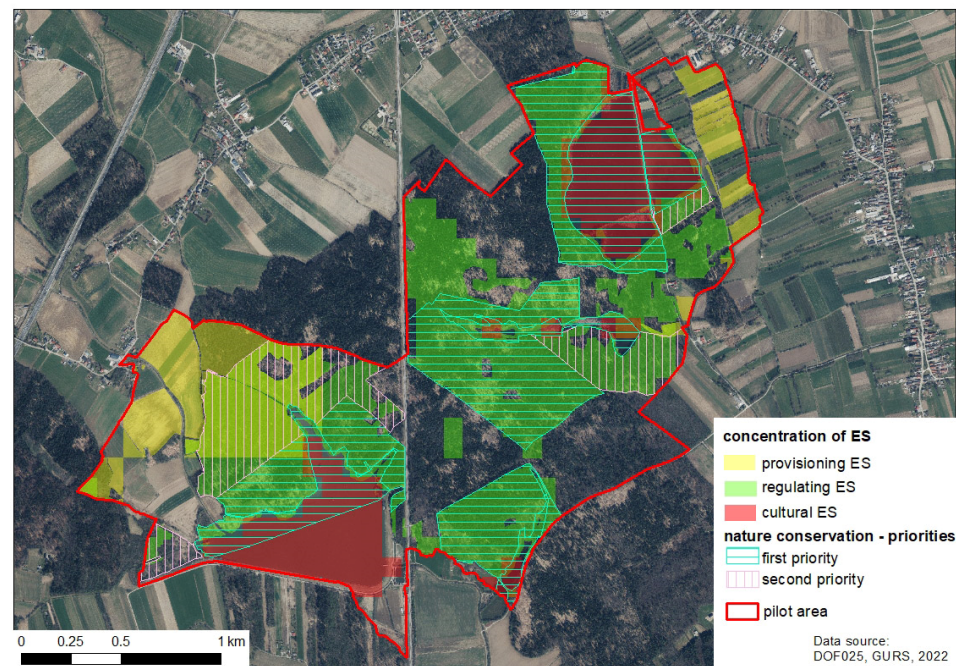 concentration of ES
provisioning ES
regulating ES
cultural ES
nature conservation - priorities
first priority
second priority
pilot area
0 0.25 0.5 1 km
Data source:
DOF025, GURS, 2022